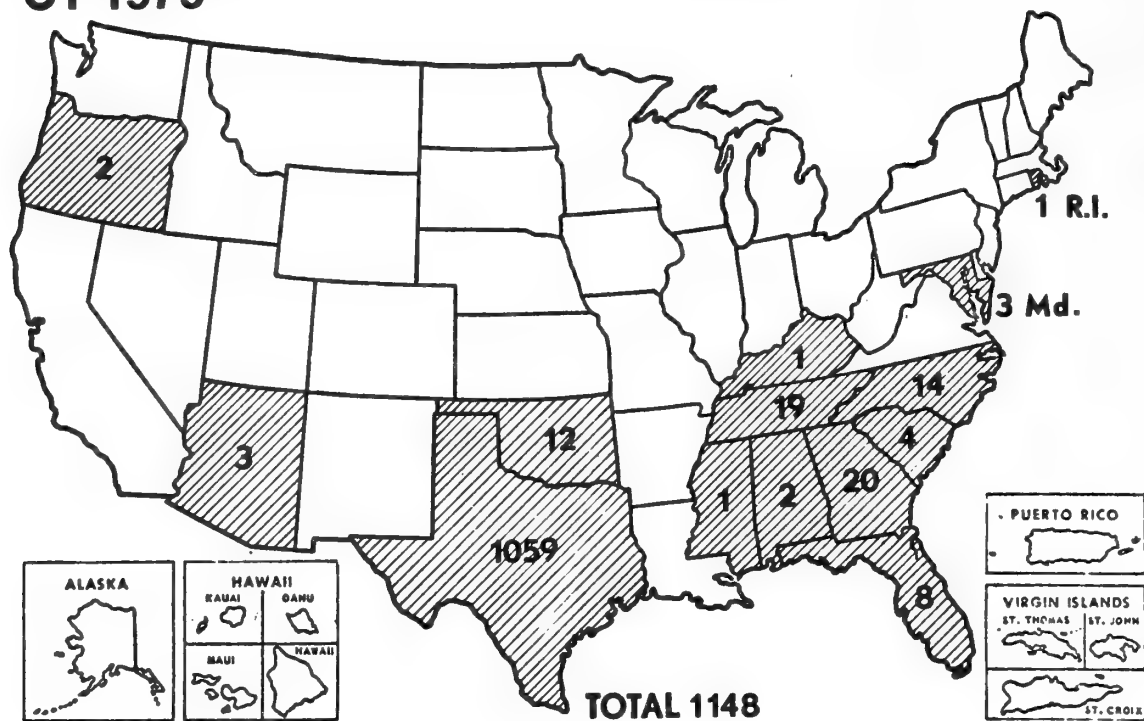 2
1 R.I.
3 Md.
1
14
19
4
12
3
1
2
20
1059
8
PUERTO RICO
ALASKA
HAWAII
KAUAI
OAHU
MAUI
HAWAII
VIRGIN ISLANDS
ST. THOMAS
ST. JOHN
ST. CROIX
TOTAL 1148